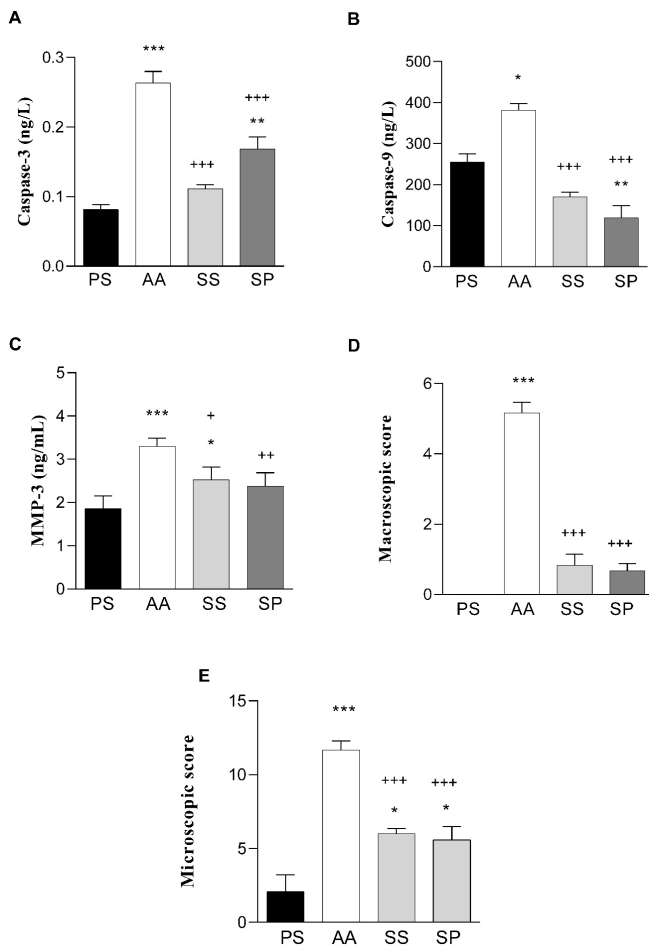 A
Caspase-3 (ng/L)
0.3
0.2
0.1
0.0
***
+++
+++
**
PS AA SS SP
B
Caspase-9 (ng/L)
500
400
300
200
100
0
*
+++
+++
**
PS AA SS SP
C
MMP-3 (ng/mL)
5
4
3
2
1
0
***
+
*
++
PS AA SS SP
D
Macroscopic score
6
4
2
0
***
+++
+++
PS AA SS SP
E
Microscopic score
15
10
5
0
***
+++
*
+++
*
PS AA SS SP